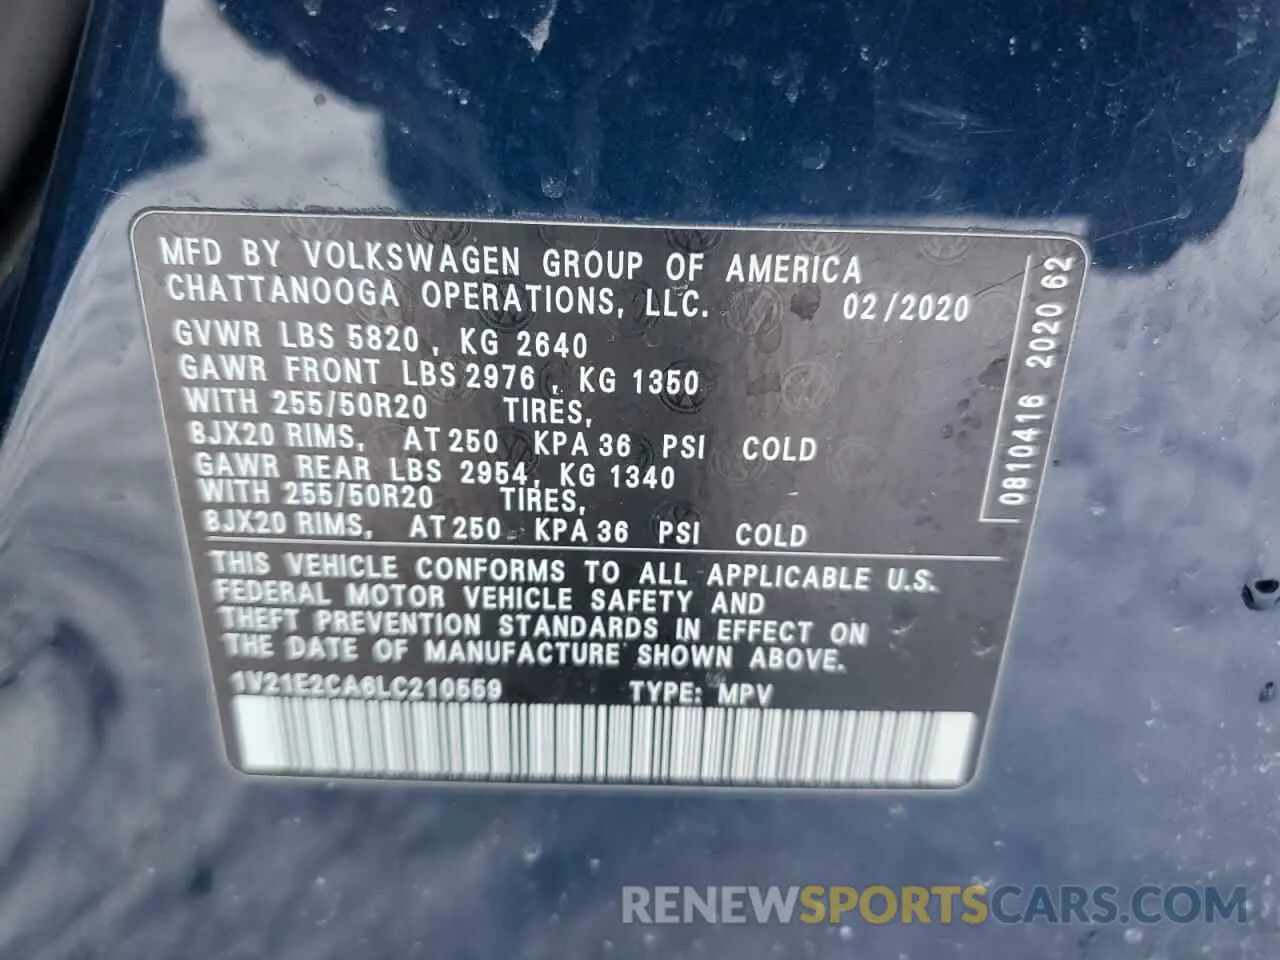 MFD BY VOLKSWAGEN GROUP OF AMERICA
CHATTANOOGA OPERATIONS, LLC. 02/2020
GVWR LBS 5820 , KG 2640
GAWR FRONT LBS 2976 , KG 1350
WITH 255/50R20 TIRES,
8JX20 RIMS, AT 250 KPA 36 PSI COLD
GAWR REAR LBS 2954, KG 1340
WITH 255/50R20 TIRES,
8JX20 RIMS, AT 250 KPA 36 PSI COLD
THIS VEHICLE CONFORMS TO ALL APPLICABLE U.S.
FEDERAL MOTOR VEHICLE SAFETY AND
THEFT PREVENTION STANDARDS IN EFFECT ON
THE DATE OF MANUFACTURE SHOWN ABOVE.
1V21E2CA6LC210559 TYPE: MPV
0810416 2020 62
RENEWSPORTSCARS.COM